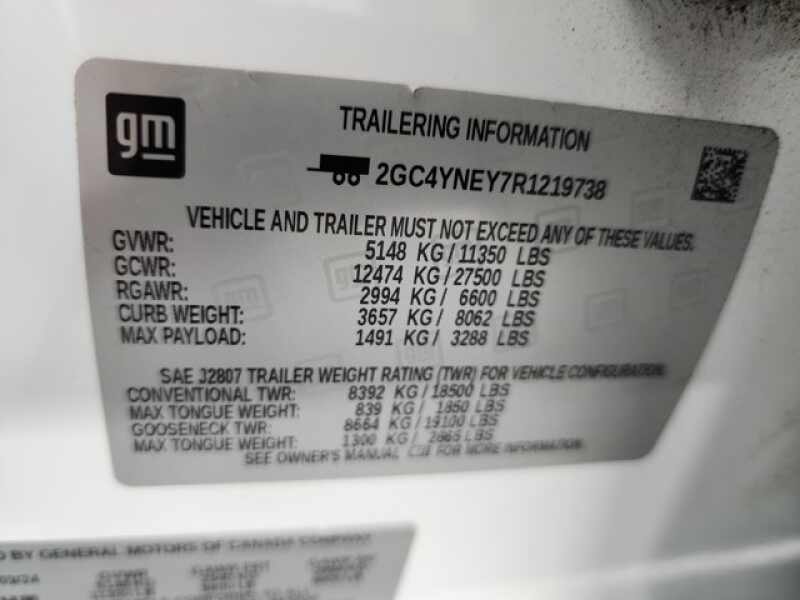 gm
TRAILERING INFORMATION
2GC4YNEY7R1219738
VEHICLE AND TRAILER MUST NOT EXCEED ANY OF THESE VALUES.
GVWR: 5148 KG / 11350 LBS
GCWR: 12474 KG / 27500 LBS
RGAWR: 2994 KG / 6600 LBS
CURB WEIGHT: 3657 KG / 8062 LBS
MAX PAYLOAD: 1491 KG / 3288 LBS
SAE J2807 TRAILER WEIGHT RATING (TWR) FOR VEHICLE CONFIGURATION.
CONVENTIONAL TWR: 8392 KG / 18500 LBS
MAX TONGUE WEIGHT: 839 KG / 1850 LBS
GOOSENECK TWR: 8664 KG / 19100 LBS
MAX TONGUE WEIGHT: 1300 KG / 2865 LBS
SEE OWNER'S MANUAL FOR MORE INFORMATION
BY GENERAL MOTORS OF CANADA COMPANY